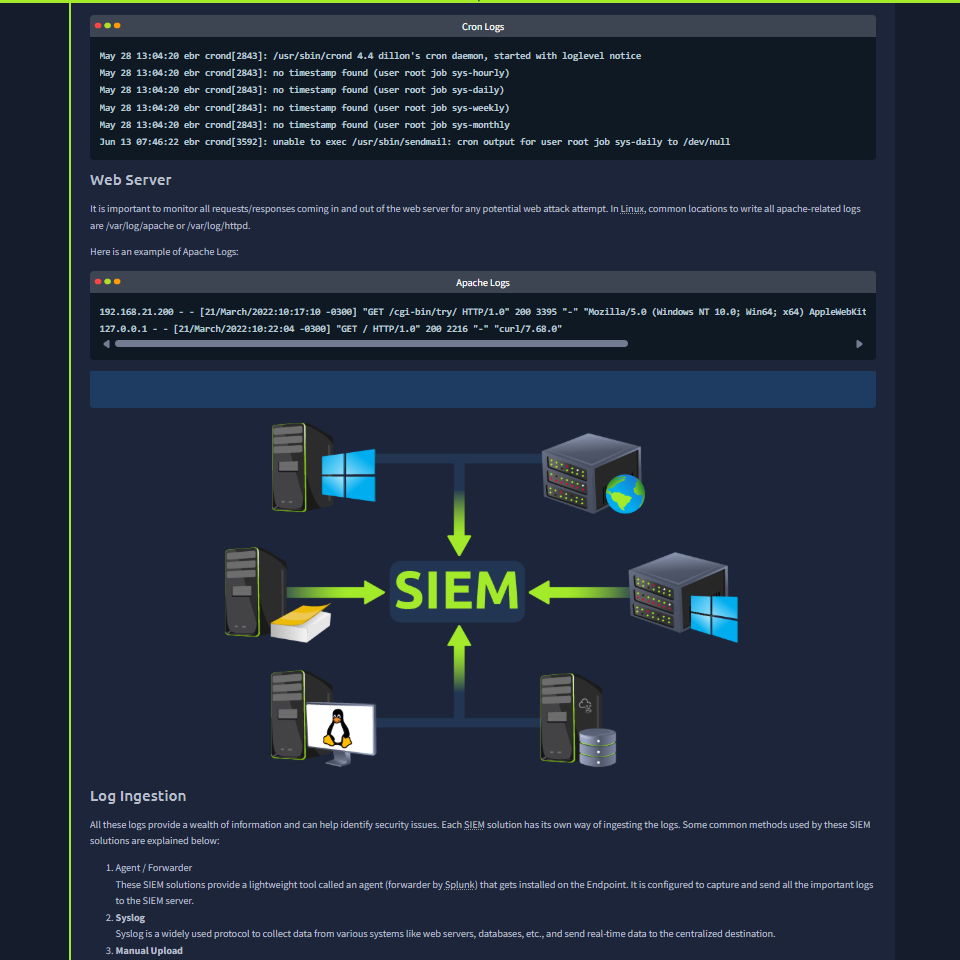 Cron Logs
May 28 13:04:20 ebr crond[2843]: /usr/sbin/crond 4.4 dillon's cron daemon, started with loglevel notice
May 28 13:04:20 ebr crond[2843]: no timestamp found (user root job sys-hourly)
May 28 13:04:20 ebr crond[2843]: no timestamp found (user root job sys-daily)
May 28 13:04:20 ebr crond[2843]: no timestamp found (user root job sys-weekly)
May 28 13:04:20 ebr crond[2843]: no timestamp found (user root job sys-monthly
Jun 13 07:46:22 ebr crond[3592]: unable to exec /usr/sbin/sendmail: cron output for user root job sys-daily to /dev/null
Web Server
It is important to monitor all requests/responses coming in and out of the web server for any potential web attack attempt. In Linux, common locations to write all apache-related logs
are /var/log/apache or /var/log/httpd.
Here is an example of Apache Logs:
Apache Logs
192.168.21.200 - - [21/March/2022:10:17:10 -0300] "GET /cgi-bin/try/ HTTP/1.0" 200 3395 "-" "Mozilla/5.0 (Windows NT 10.0; Win64; x64) AppleWebKit
127.0.0.1 - - [21/March/2022:10:22:04 -0300] "GET / HTTP/1.0" 200 2216 "-" "curl/7.68.0"
SIEM
Log Ingestion
All these logs provide a wealth of information and can help identify security issues. Each SIEM solution has its own way of ingesting the logs. Some common methods used by these SIEM
solutions are explained below:
1. Agent / Forwarder
These SIEM solutions provide a lightweight tool called an agent (forwarder by Splunk) that gets installed on the Endpoint. It is configured to capture and send all the important logs
to the SIEM server.
2. Syslog
Syslog is a widely used protocol to collect data from various systems like web servers, databases, etc., and send real-time data to the centralized destination.
3. Manual Upload